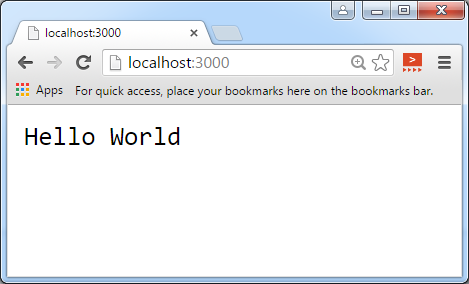 localhost:3000
localhost:3000
Apps For quick access, place your bookmarks here on the bookmarks bar.
Hello World